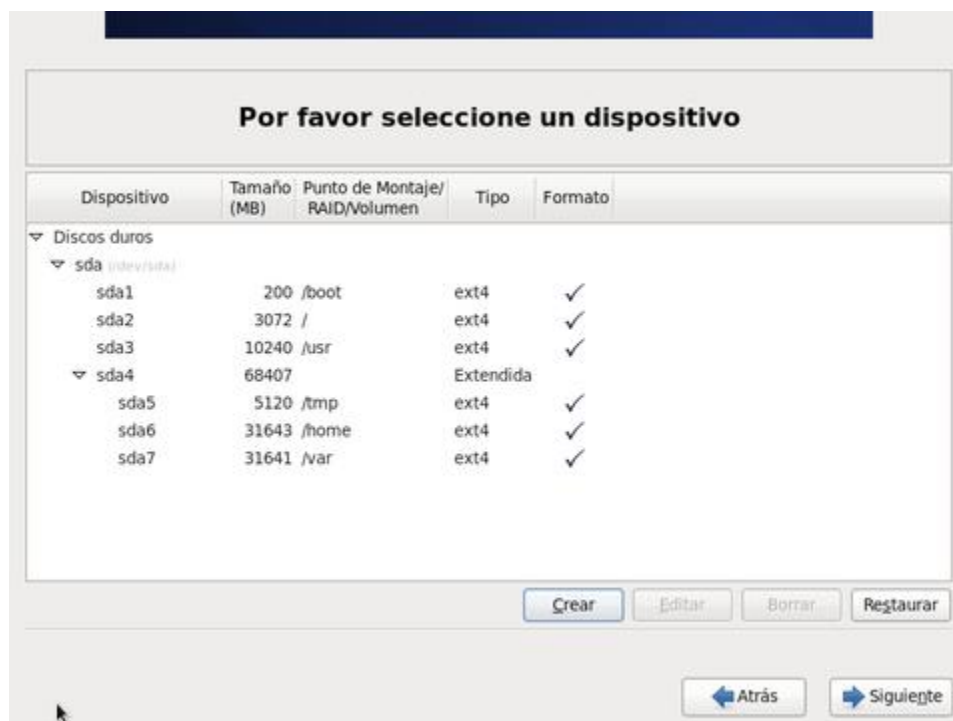 Por favor seleccione un dispositivo
Dispositivo Tamaño (MB) Punto de Montaje/ RAID/Volumen Tipo Formato
Discos duros
sda (/dev/sda)
sda1 200 /boot ext4 ✓
sda2 3072 / ext4 ✓
sda3 10240 /usr ext4 ✓
sda4 68407 Extendida
sda5 5120 /tmp ext4 ✓
sda6 31643 /home ext4 ✓
sda7 31641 /var ext4 ✓
Crear Editar Borrar Restaurar
Atrás Siguiente